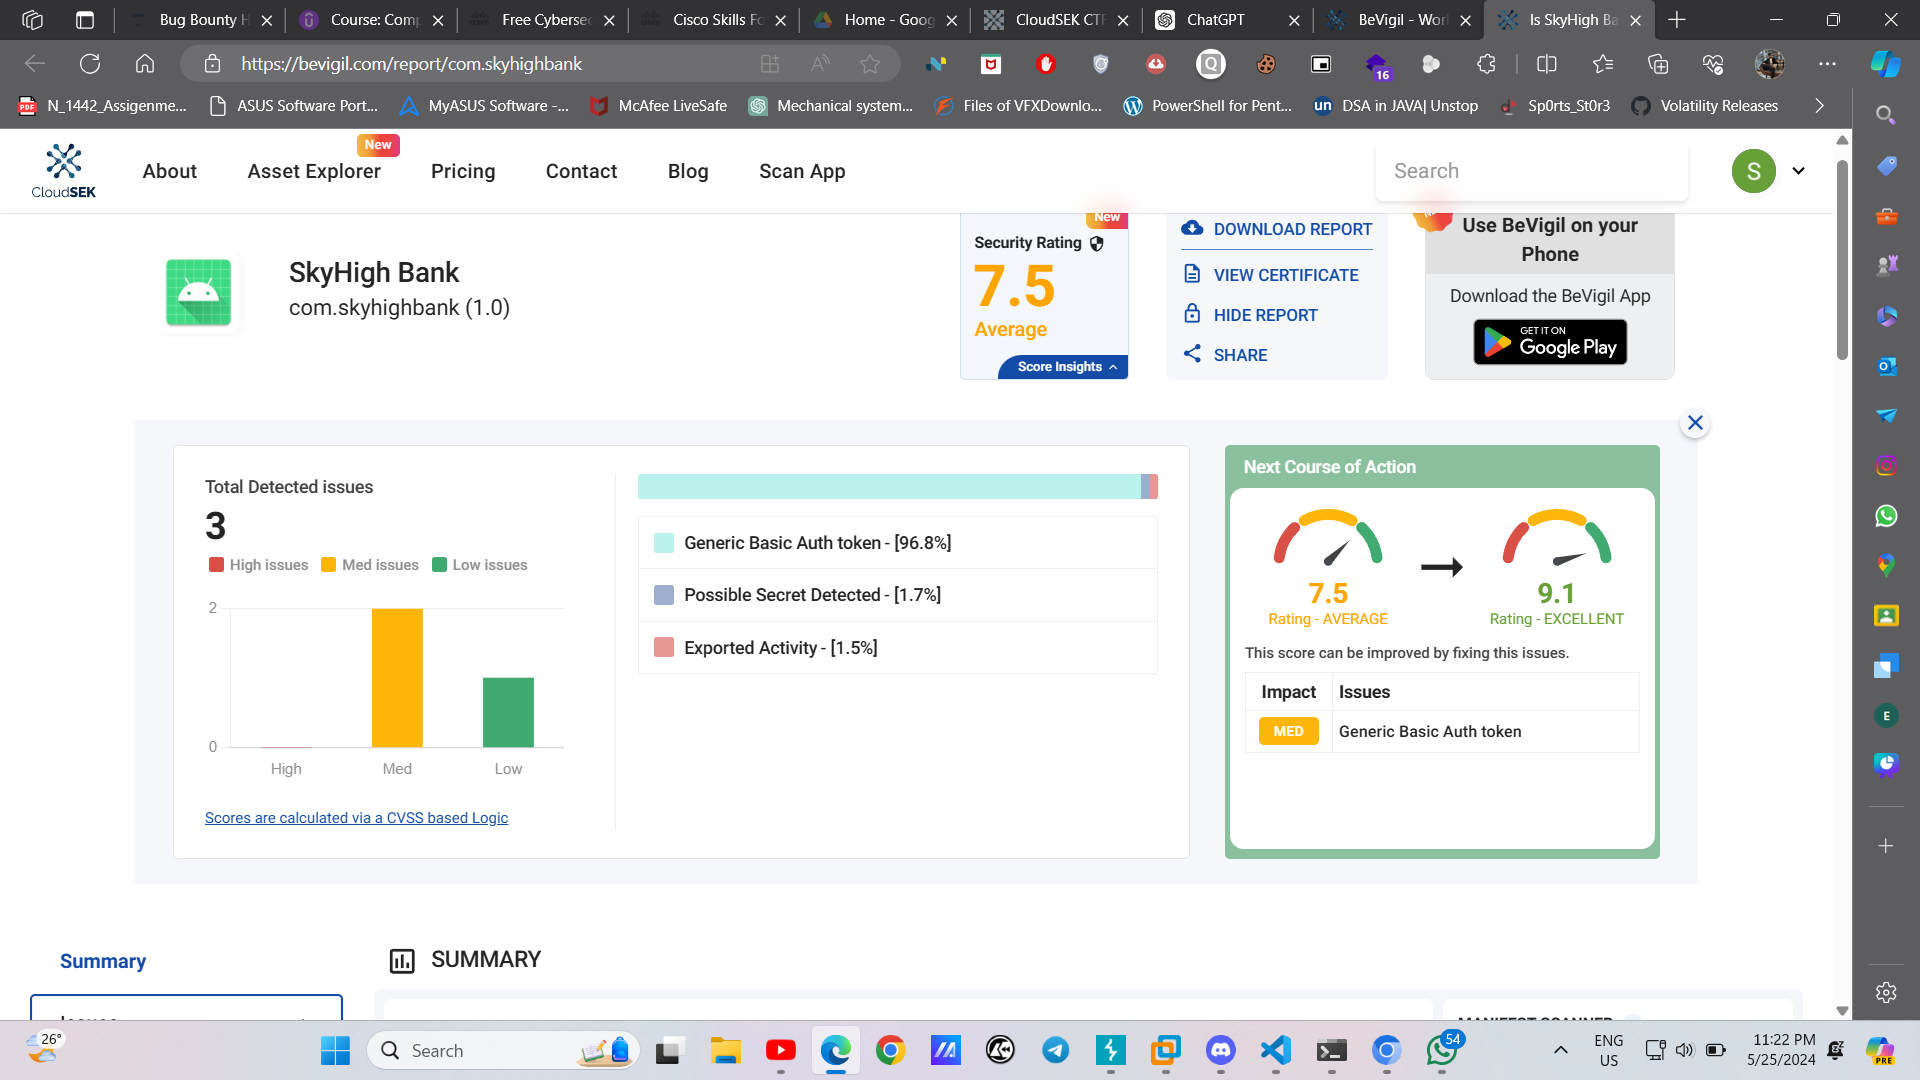 Bug Bounty H
Course: Comp
Free Cybersec
Cisco Skills Fo
Home - Goog
CloudSEK CTF
ChatGPT
BeVigil - Worl
Is SkyHigh Ba
https://bevigil.com/report/com.skyhighbank
16
N_1442_Assigenme...
ASUS Software Port...
MyASUS Software -...
McAfee LiveSafe
Mechanical system...
Files of VFXDownlo...
PowerShell for Pent...
DSA in JAVA| Unstop
Sp0rts_St0r3
Volatility Releases
CloudSEK
About
New
Asset Explorer
Pricing
Contact
Blog
Scan App
Search
S
SkyHigh Bank
com.skyhighbank (1.0)
New
Security Rating
7.5
Average
Score Insights
DOWNLOAD REPORT
VIEW CERTIFICATE
HIDE REPORT
SHARE
Use BeVigil on your
Phone
Download the BeVigil App
GET IT ON
Google Play
Total Detected issues
3
High issues
Med issues
Low issues
2
0
High
Med
Low
Scores are calculated via a CVSS based Logic
Generic Basic Auth token - [96.8%]
Possible Secret Detected - [1.7%]
Exported Activity - [1.5%]
Next Course of Action
7.5
Rating - AVERAGE
9.1
Rating - EXCELLENT
This score can be improved by fixing this issues.
Impact
Issues
MED
Generic Basic Auth token
Summary
SUMMARY
26°
Search
54
ENG
US
11:22 PM
5/25/2024
PRE